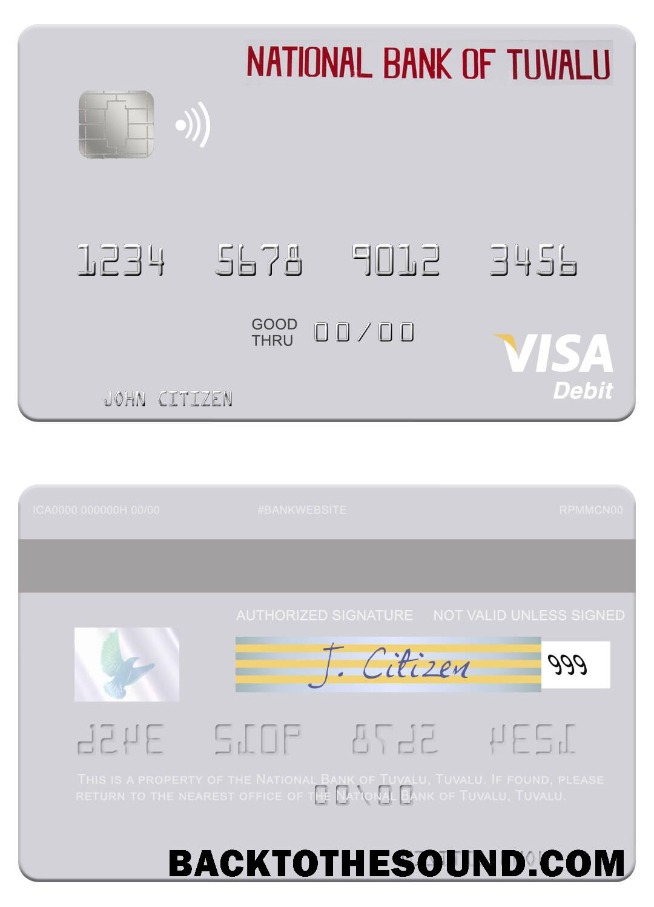 NATIONAL BANK OF TUVALU
1234 5678 9012 3456
GOOD THRU 00/00
VISA
Debit
JOHN CITIZEN
ICA0000 000000H 00/00 #BANKWEBSITE RPMMCN00
AUTHORIZED SIGNATURE NOT VALID UNLESS SIGNED
J. Citizen 999
THIS IS A PROPERTY OF THE NATIONAL BANK OF TUVALU, TUVALU. IF FOUND, PLEASE
RETURN TO THE NEAREST OFFICE OF THE NATIONAL BANK OF TUVALU, TUVALU.
BACKTOTHESOUND.COM